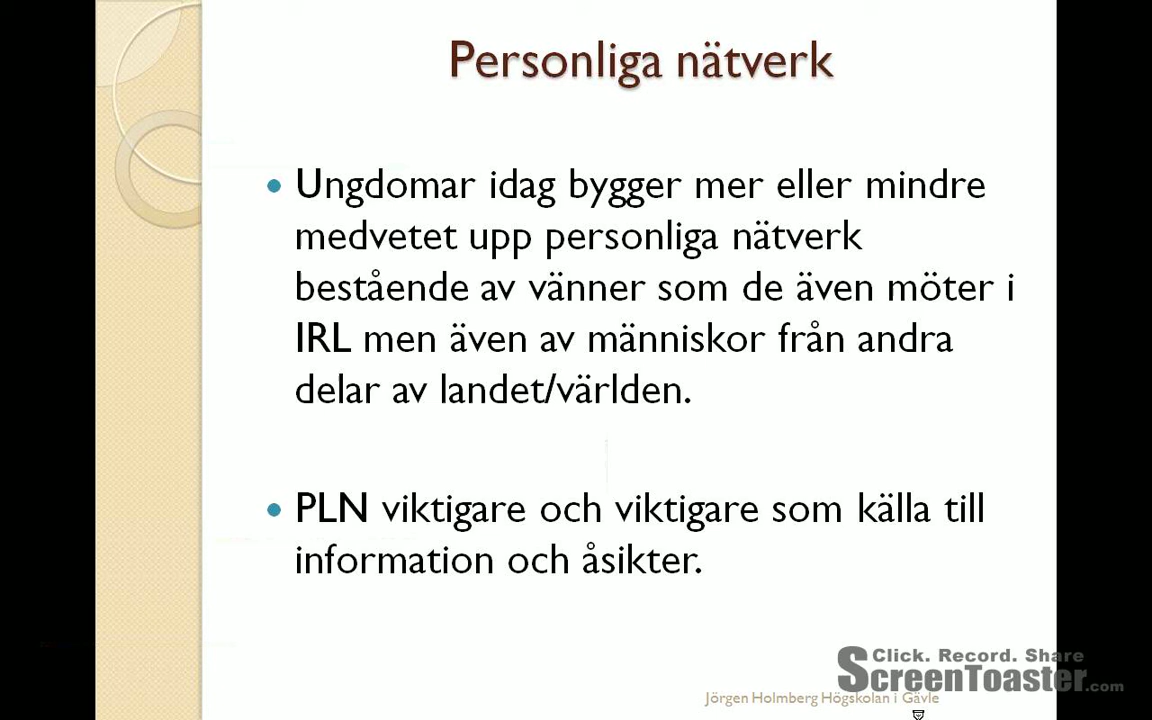 Personliga nätverk
Ungdomar idag bygger mer eller mindre
medvetet upp personliga nätverk
bestående av vänner som de även möter i
IRL men även av människor från andra
delar av landet/världen.
PLN viktigare och viktigare som källa till
information och åsikter.
Click. Record. Share
ScreenToaster.com
Jörgen Holmberg Högskolan i Gävle